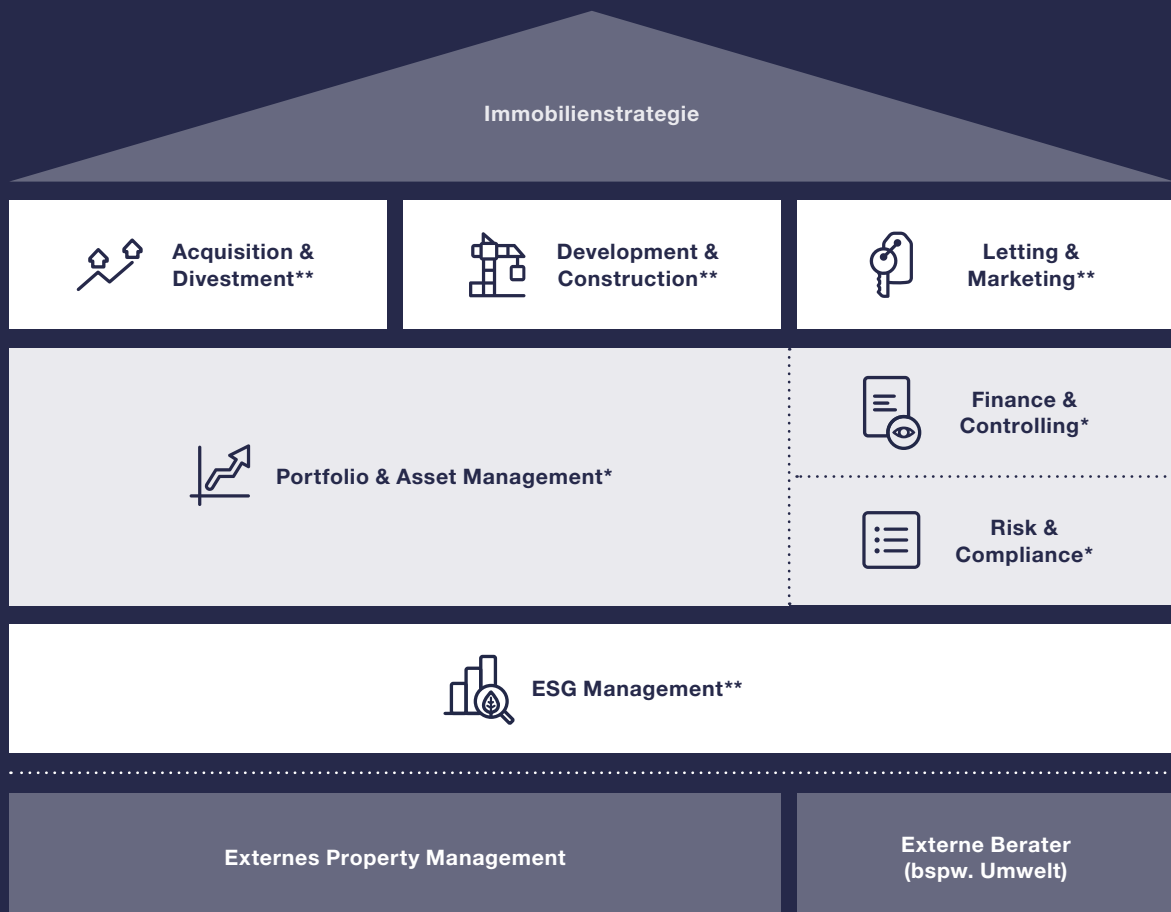 Immobilienstrategie
Acquisition &
Divestment**
Development &
Construction**
Letting &
Marketing**
Portfolio & Asset Management*
Finance &
Controlling*
Risk &
Compliance*
ESG Management**
Externes Property Management
Externe Berater
(bspw. Umwelt)